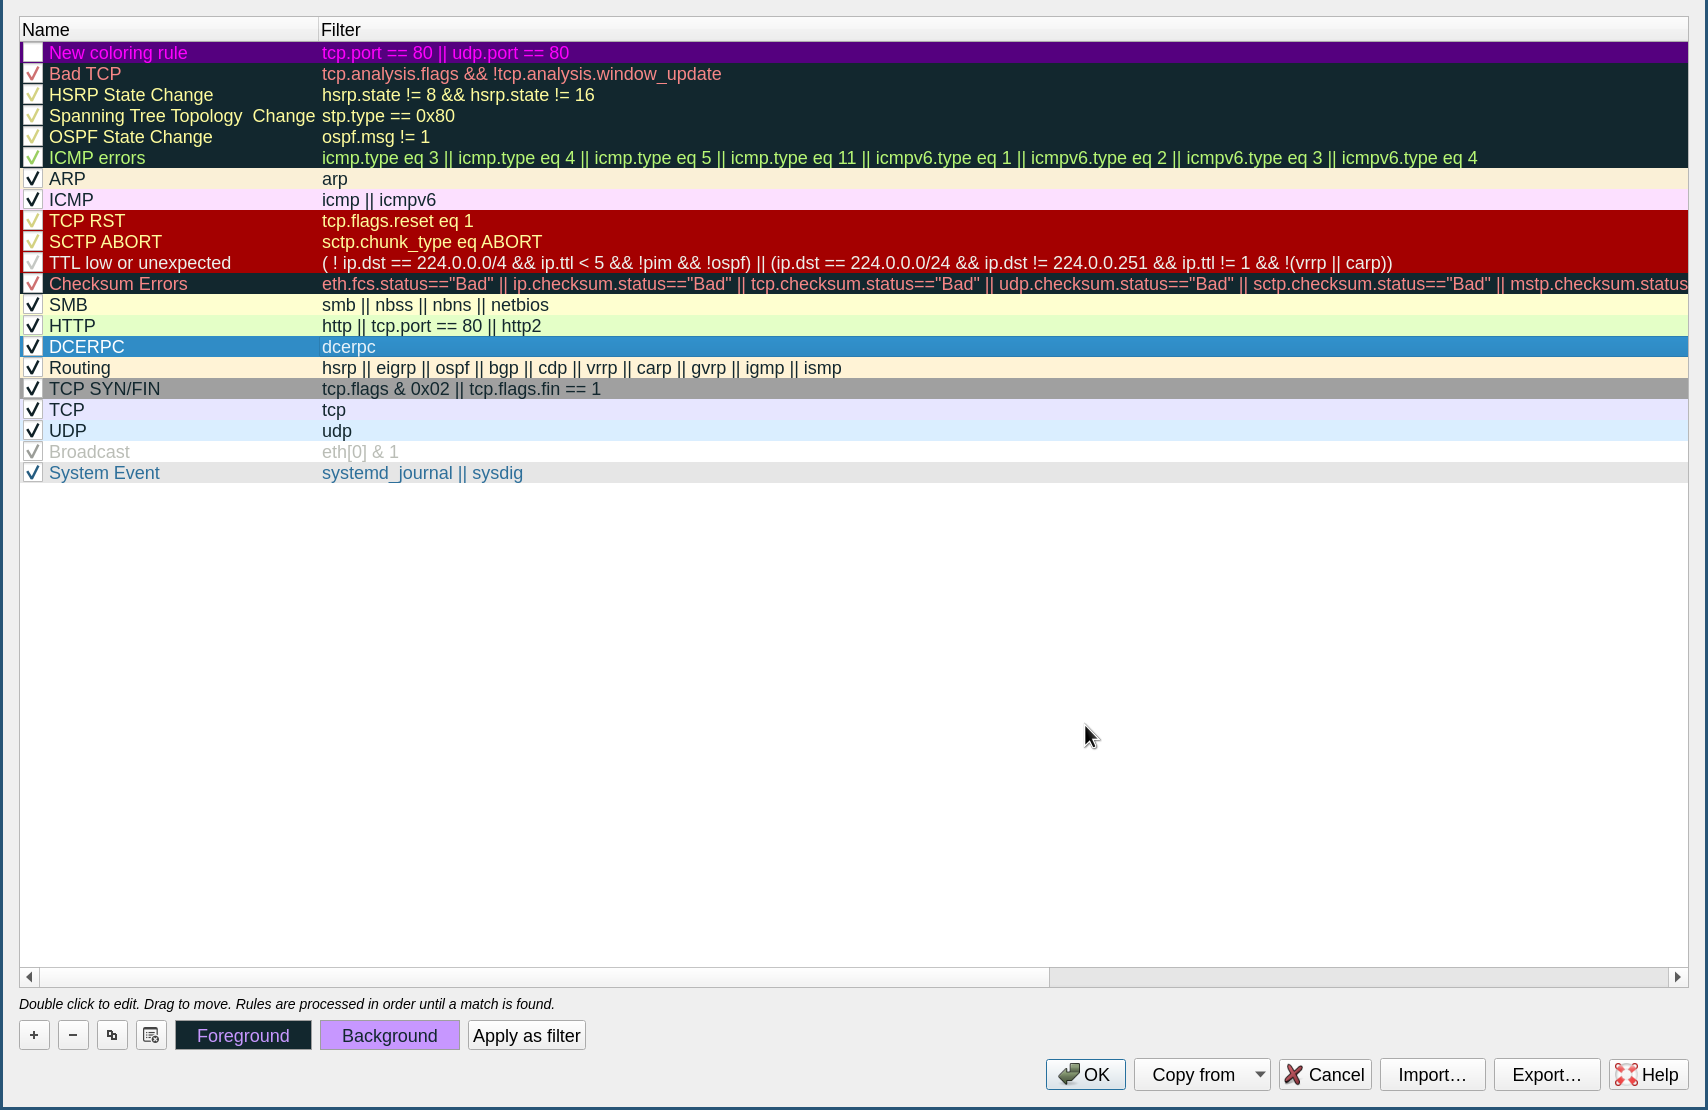 Name Filter
New coloring rule tcp.port == 80 || udp.port == 80
Bad TCP tcp.analysis.flags && !tcp.analysis.window_update
HSRP State Change hsrp.state != 8 && hsrp.state != 16
Spanning Tree Topology  Change stp.type == 0x80
OSPF State Change ospf.msg != 1
ICMP errors icmp.type eq 3 || icmp.type eq 4 || icmp.type eq 5 || icmp.type eq 11 || icmpv6.type eq 1 || icmpv6.type eq 2 || icmpv6.type eq 3 || icmpv6.type eq 4
ARP arp
ICMP icmp || icmpv6
TCP RST tcp.flags.reset eq 1
SCTP ABORT sctp.chunk_type eq ABORT
TTL low or unexpected ( ! ip.dst == 224.0.0.0/4 && ip.ttl < 5 && !pim && !ospf) || (ip.dst == 224.0.0.0/24 && ip.dst != 224.0.0.251 && ip.ttl != 1 && !(vrrp || carp))
Checksum Errors eth.fcs.status=="Bad" || ip.checksum.status=="Bad" || tcp.checksum.status=="Bad" || udp.checksum.status=="Bad" || sctp.checksum.status=="Bad" || mstp.checksum.status
SMB smb || nbss || nbns || netbios
HTTP http || tcp.port == 80 || http2
DCERPC dcerpc
Routing hsrp || eigrp || ospf || bgp || cdp || vrrp || carp || gvrp || igmp || ismp
TCP SYN/FIN tcp.flags & 0x02 || tcp.flags.fin == 1
TCP tcp
UDP udp
Broadcast eth[0] & 1
System Event systemd_journal || sysdig
Double click to edit. Drag to move. Rules are processed in order until a match is found.
Foreground Background Apply as filter
OK Copy from Cancel Import… Export… Help